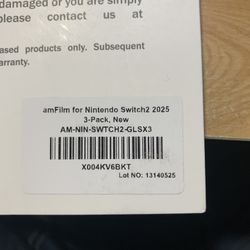 damaged or you are simply
please contact us at
ased products only. Subsequent
arranty.
amFilm for Nintendo Switch2 2025
3-Pack, New
AM-NIN-SWTCH2-GLSX3
X004KV6BKT
Lot NO: 13140525